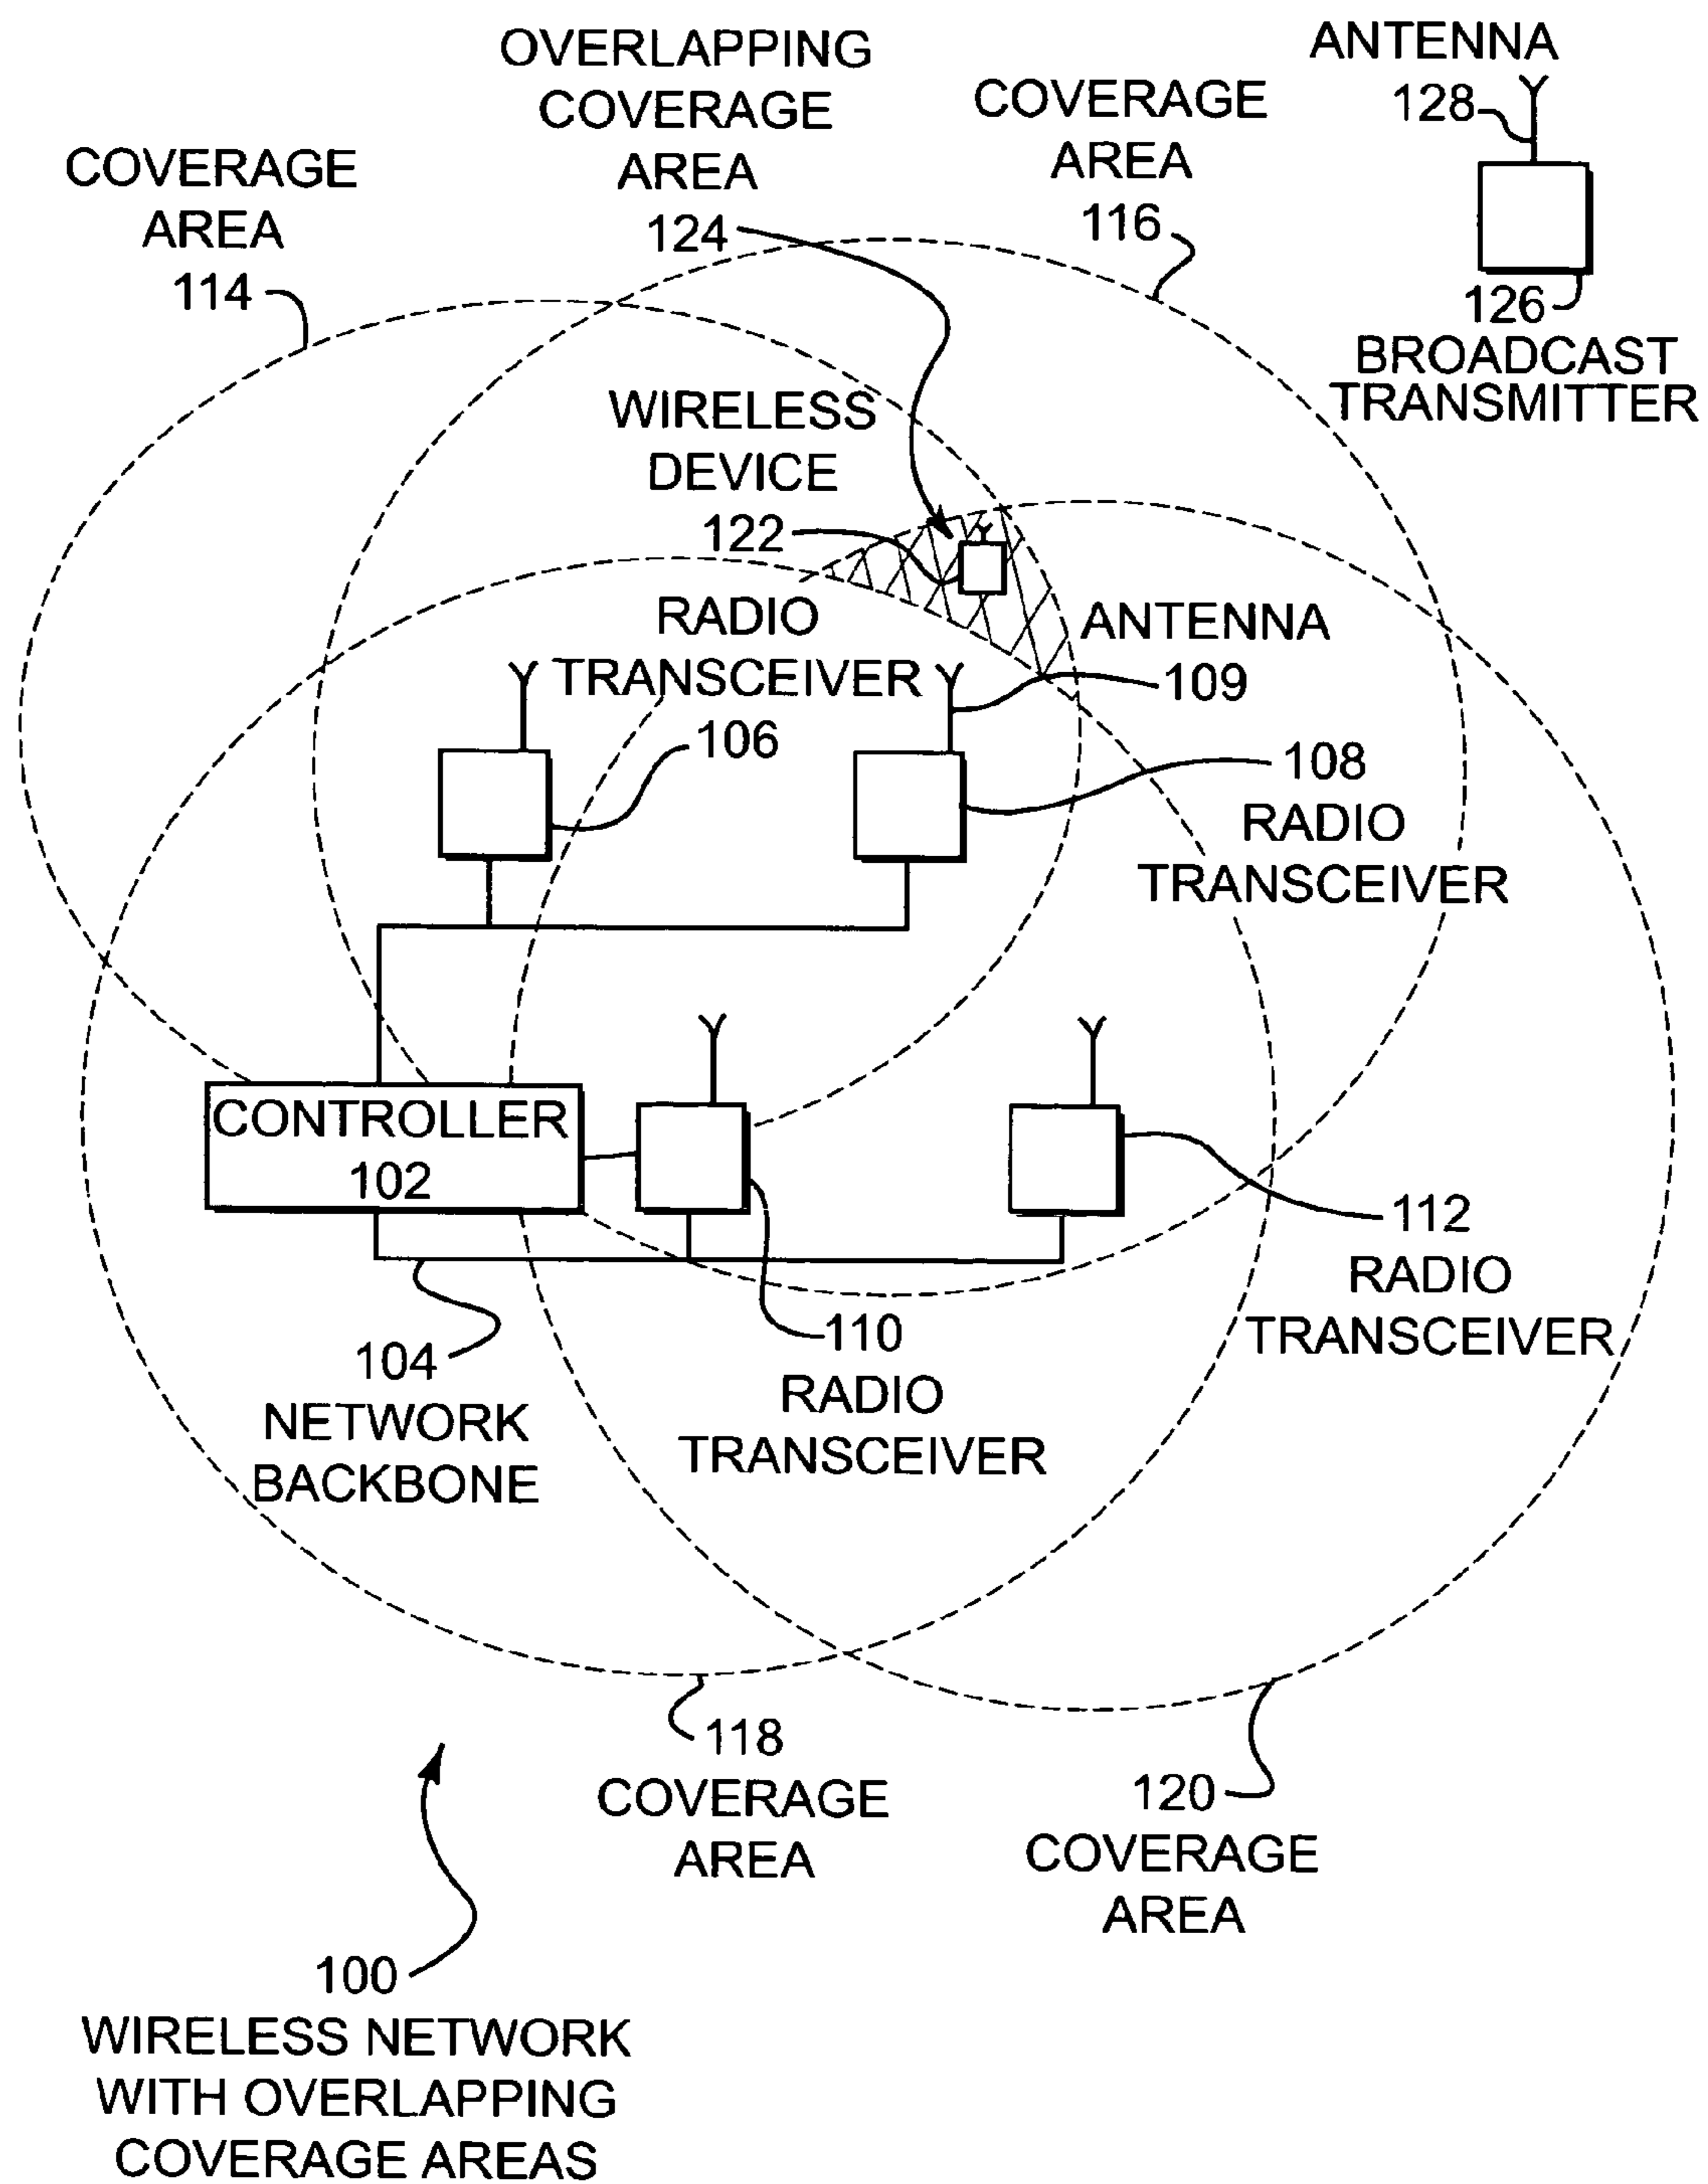 OVERLAPPING
COVERAGE
AREA
124
COVERAGE
AREA
116
ANTENNA
128
126
BROADCAST
TRANSMITTER
COVERAGE
AREA
114
WIRELESS
DEVICE
122
RADIO
TRANSCEIVER
106
ANTENNA
109
108
RADIO
TRANSCEIVER
CONTROLLER
102
112
RADIO
TRANSCEIVER
110
RADIO
TRANSCEIVER
104
NETWORK
BACKBONE
118
COVERAGE
AREA
120
COVERAGE
AREA
100
WIRELESS NETWORK
WITH OVERLAPPING
COVERAGE AREAS